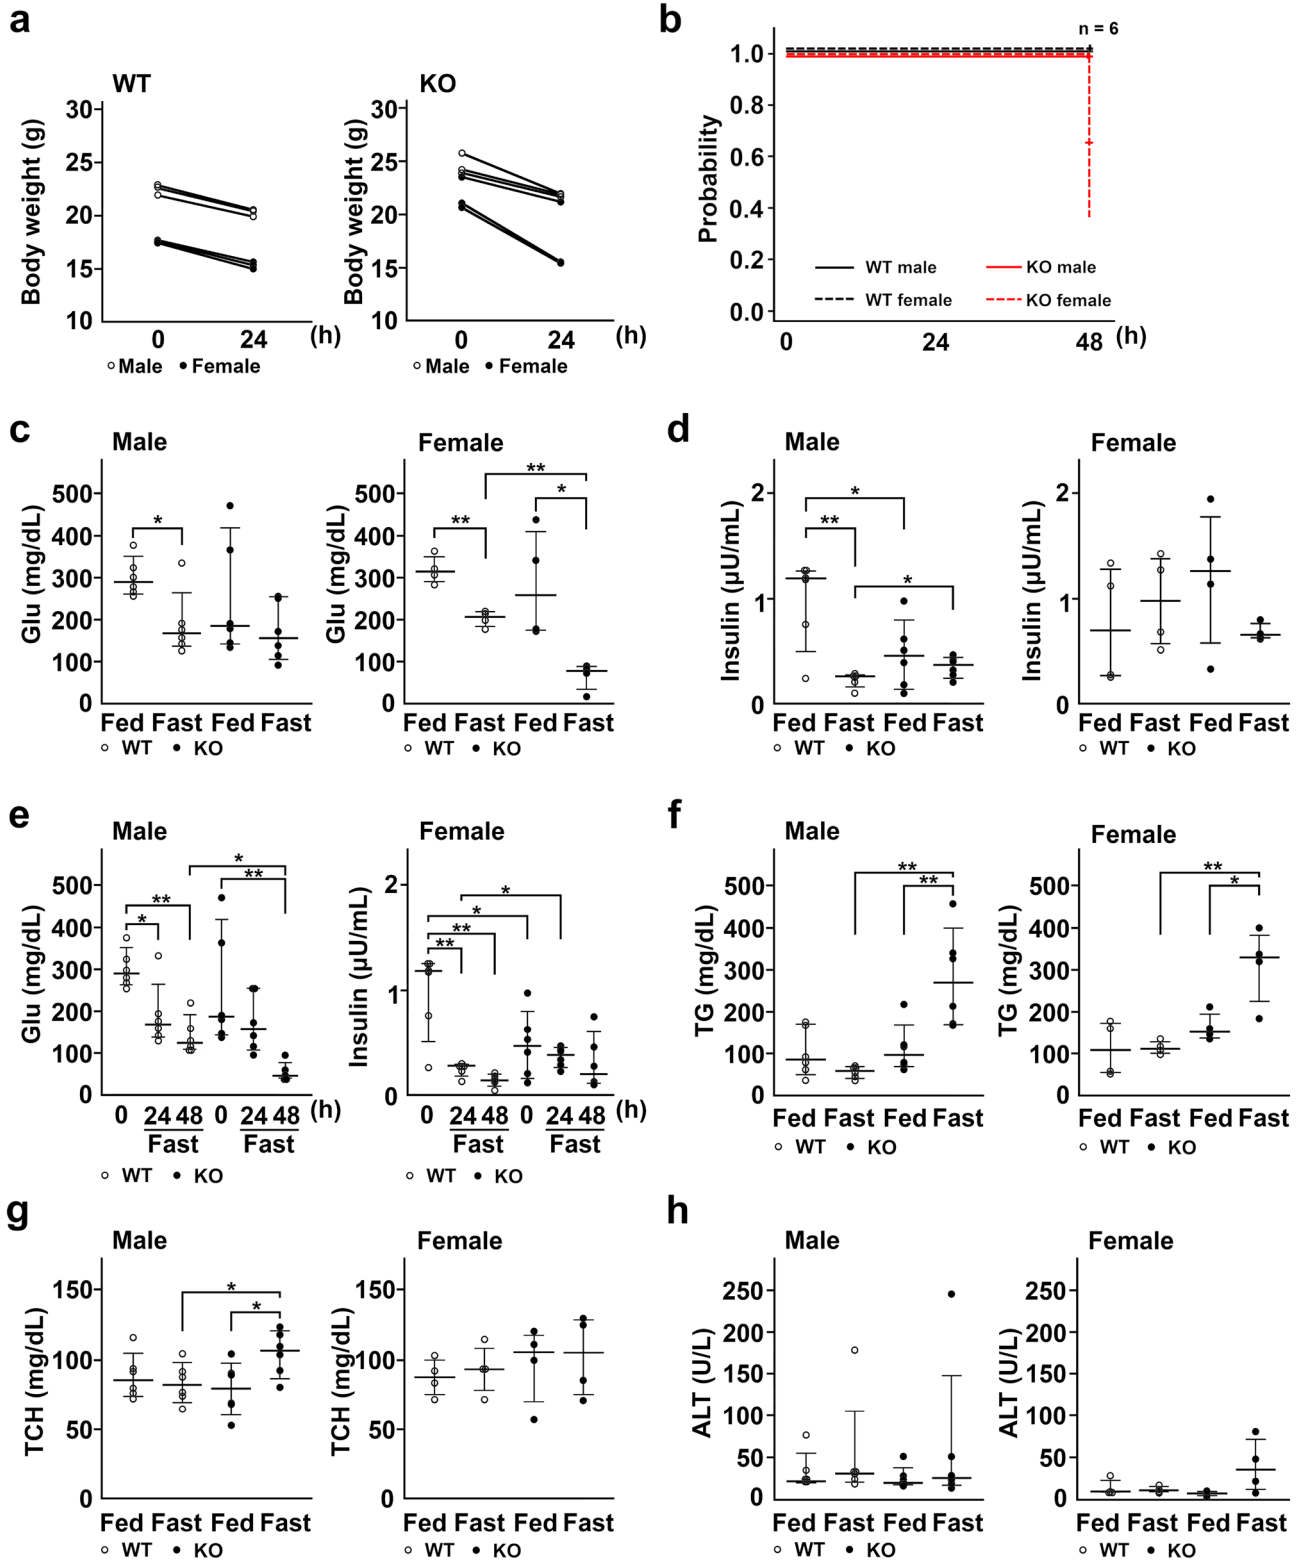 a
WT
KO
Body weight (g)
30
25
20
15
10
0
24
(h)
Male
Female
Body weight (g)
30
25
20
15
10
0
24
(h)
Male
Female
b
n = 6
Probability
1.0
0.8
0.6
0.4
0.2
0.0
WT male
KO male
WT female
KO female
0
24
48
(h)
c
Male
Glu (mg/dL)
500
400
300
200
100
0
*
Fed Fast Fed Fast
WT
KO
Female
Glu (mg/dL)
500
400
300
200
100
0
**
*
**
Fed Fast Fed Fast
WT
KO
d
Male
Insulin (µU/mL)
2
1
0
*
**
*
Fed Fast Fed Fast
WT
KO
Female
Insulin (µU/mL)
2
1
0
Fed Fast Fed Fast
WT
KO
e
Male
Glu (mg/dL)
500
400
300
200
100
0
*
**
**
*
0 24 48 0 24 48 (h)
Fast Fast
WT
KO
Female
Insulin (µU/mL)
2
1
0
*
*
**
**
0 24 48 0 24 48 (h)
Fast Fast
WT
KO
f
Male
TG (mg/dL)
500
400
300
200
100
0
**
**
Fed Fast Fed Fast
WT
KO
Female
TG (mg/dL)
500
400
300
200
100
0
**
*
Fed Fast Fed Fast
WT
KO
g
Male
TCH (mg/dL)
150
100
50
0
*
*
Fed Fast Fed Fast
WT
KO
Female
TCH (mg/dL)
150
100
50
0
Fed Fast Fed Fast
WT
KO
h
Male
ALT (U/L)
250
200
150
100
50
0
Fed Fast Fed Fast
WT
KO
Female
ALT (U/L)
250
200
150
100
50
0
Fed Fast Fed Fast
WT
KO